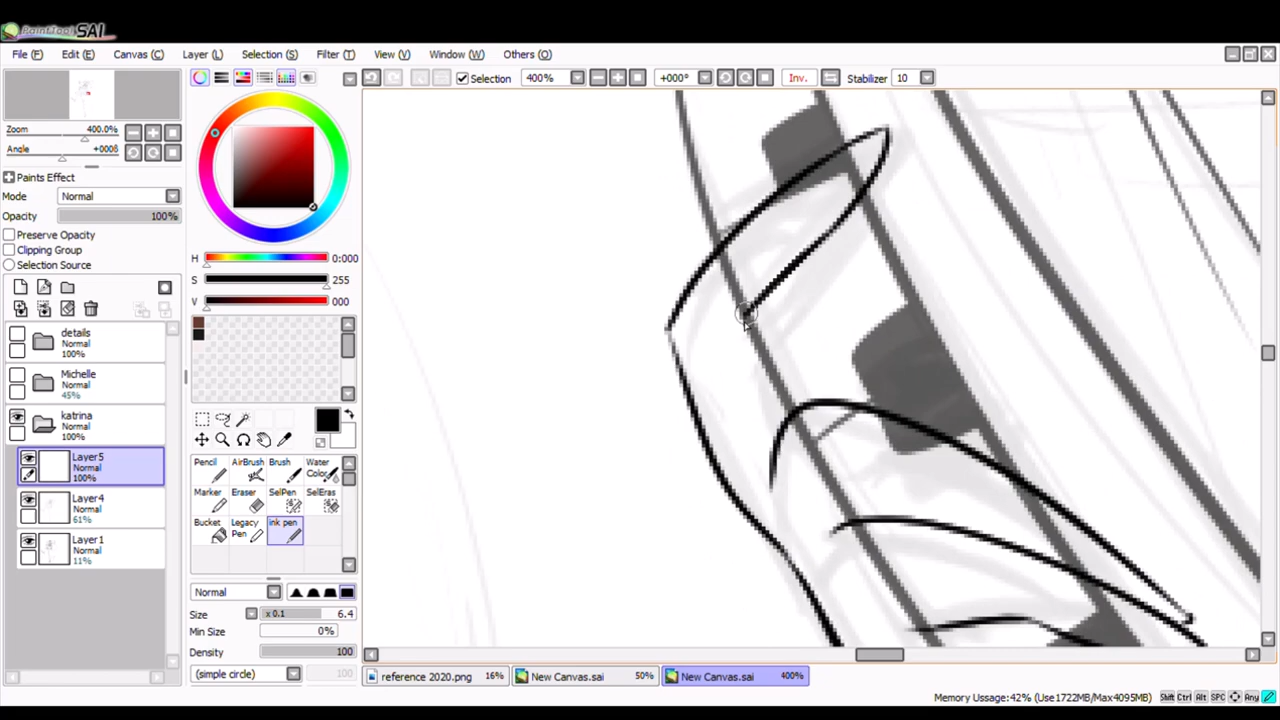 PaintTool SAI
File (F) Edit (E) Canvas (C) Layer (L) Selection (S) Filter (T) View (V) Window (W) Others (O)
Selection 400% +000° Inv. Stabilizer 10
Zoom 400.0%
Angle +000θ
Paints Effect
Mode Normal
Opacity 100%
Preserve Opacity
Clipping Group
Selection Source
details
Normal
100%
Michelle
Normal
45%
katrina
Normal
100%
Layer5
Normal
100%
Layer4
Normal
61%
Layer1
Normal
11%
H 0:000
S 255
V 000
Pencil AirBrush Brush Water Color
Marker Eraser SelPen SelEras
Bucket Legacy Pen ink pen
Normal
Size x 0.1 6.4
Min Size 0%
Density 100
(simple circle) 100
reference 2020.png 16% New Canvas.sai 50% New Canvas.sai 400%
Memory Ussage:42% (Use1722MB/Max4095MB) Shift Ctrl Alt SPC Any